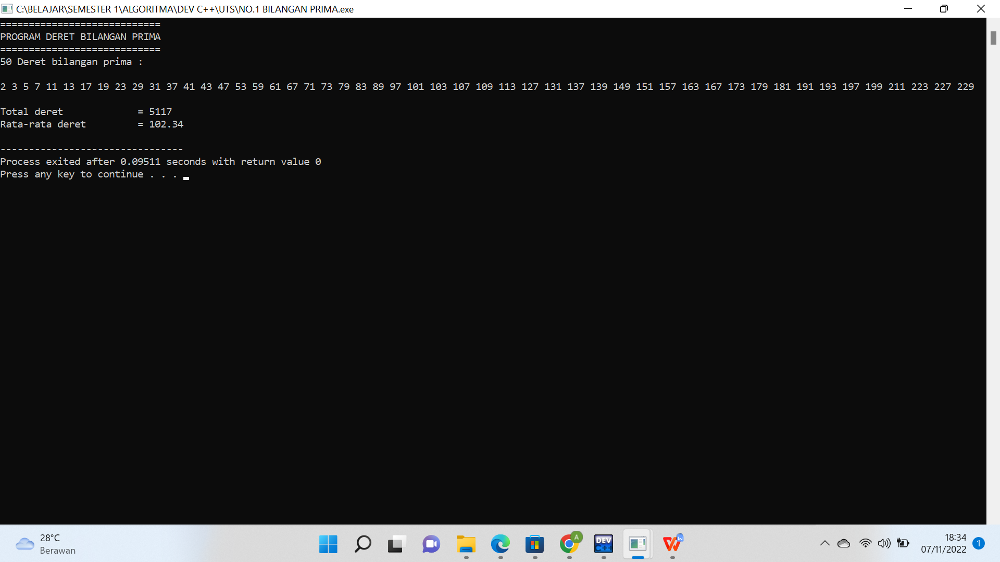 C:\BELAJAR\SEMESTER 1\ALGORITMA\DEV C++\UTS\NO.1 BILANGAN PRIMA.exe
============================
PROGRAM DERET BILANGAN PRIMA
============================
50 Deret bilangan prima :
2 3 5 7 11 13 17 19 23 29 31 37 41 43 47 53 59 61 67 71 73 79 83 89 97 101 103 107 109 113 127 131 137 139 149 151 157 163 167 173 179 181 191 193 197 199 211 223 227 229
Total deret             = 5117
Rata-rata deret         = 102.34
--------------------------------
Process exited after 0.09511 seconds with return value 0
Press any key to continue . . .
28°C
Berawan
A
DEV
C++
W
18:34
07/11/2022
1